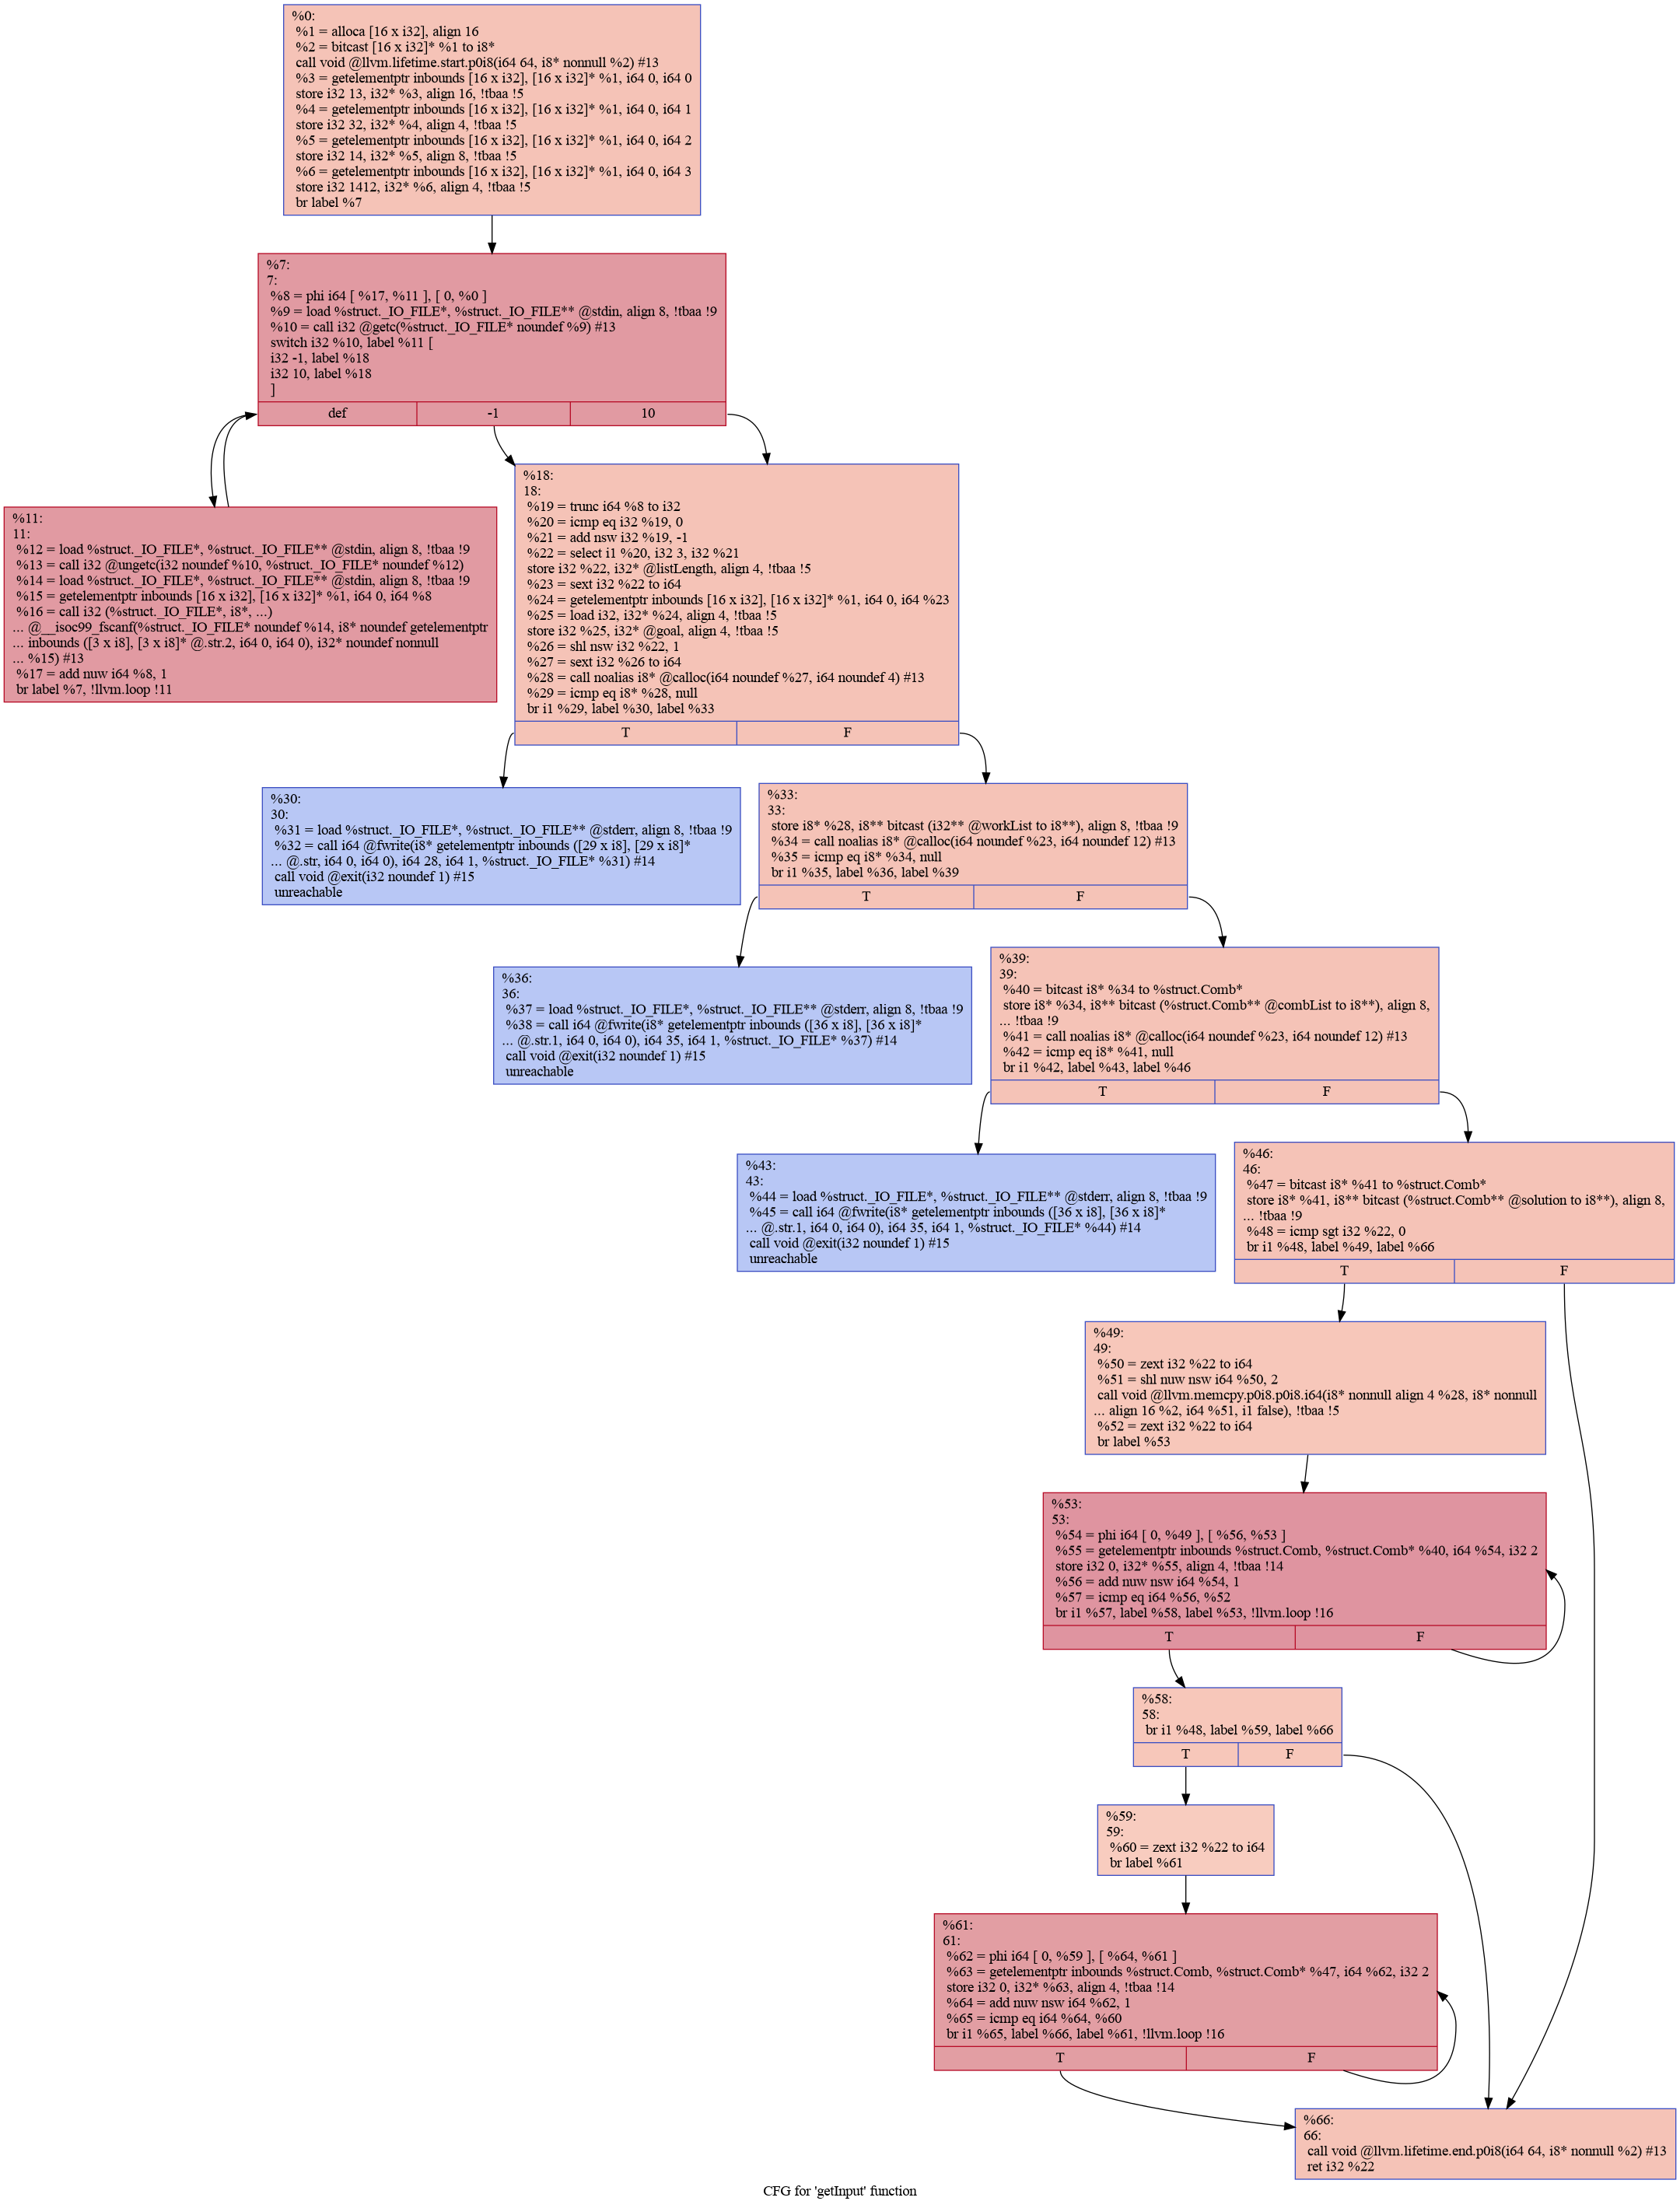 %0:
%1 = alloca [16 x i32], align 16
%2 = bitcast [16 x i32]* %1 to i8*
call void @llvm.lifetime.start.p0i8(i64 64, i8* nonnull %2) #13
%3 = getelementptr inbounds [16 x i32], [16 x i32]* %1, i64 0, i64 0
store i32 13, i32* %3, align 16, !tbaa !5
%4 = getelementptr inbounds [16 x i32], [16 x i32]* %1, i64 0, i64 1
store i32 32, i32* %4, align 4, !tbaa !5
%5 = getelementptr inbounds [16 x i32], [16 x i32]* %1, i64 0, i64 2
store i32 14, i32* %5, align 8, !tbaa !5
%6 = getelementptr inbounds [16 x i32], [16 x i32]* %1, i64 0, i64 3
store i32 1412, i32* %6, align 4, !tbaa !5
br label %7
%7:
7:
%8 = phi i64 [ %17, %11 ], [ 0, %0 ]
%9 = load %struct._IO_FILE*, %struct._IO_FILE** @stdin, align 8, !tbaa !9
%10 = call i32 @getc(%struct._IO_FILE* noundef %9) #13
switch i32 %10, label %11 [
i32 -1, label %18
i32 10, label %18
]
def -1 10
%11:
11:
%12 = load %struct._IO_FILE*, %struct._IO_FILE** @stdin, align 8, !tbaa !9
%13 = call i32 @ungetc(i32 noundef %10, %struct._IO_FILE* noundef %12)
%14 = load %struct._IO_FILE*, %struct._IO_FILE** @stdin, align 8, !tbaa !9
%15 = getelementptr inbounds [16 x i32], [16 x i32]* %1, i64 0, i64 %8
%16 = call i32 (%struct._IO_FILE*, i8*, ...)
... @__isoc99_fscanf(%struct._IO_FILE* noundef %14, i8* noundef getelementptr
... inbounds ([3 x i8], [3 x i8]* @.str.2, i64 0, i64 0), i32* noundef nonnull
... %15) #13
%17 = add nuw i64 %8, 1
br label %7, !llvm.loop !11
%18:
18:
%19 = trunc i64 %8 to i32
%20 = icmp eq i32 %19, 0
%21 = add nsw i32 %19, -1
%22 = select i1 %20, i32 3, i32 %21
store i32 %22, i32* @listLength, align 4, !tbaa !5
%23 = sext i32 %22 to i64
%24 = getelementptr inbounds [16 x i32], [16 x i32]* %1, i64 0, i64 %23
%25 = load i32, i32* %24, align 4, !tbaa !5
store i32 %25, i32* @goal, align 4, !tbaa !5
%26 = shl nsw i32 %22, 1
%27 = sext i32 %26 to i64
%28 = call noalias i8* @calloc(i64 noundef %27, i64 noundef 4) #13
%29 = icmp eq i8* %28, null
br i1 %29, label %30, label %33
T F
%30:
30:
%31 = load %struct._IO_FILE*, %struct._IO_FILE** @stderr, align 8, !tbaa !9
%32 = call i64 @fwrite(i8* getelementptr inbounds ([29 x i8], [29 x i8]*
... @.str, i64 0, i64 0), i64 28, i64 1, %struct._IO_FILE* %31) #14
call void @exit(i32 noundef 1) #15
unreachable
%33:
33:
store i8* %28, i8** bitcast (i32** @workList to i8**), align 8, !tbaa !9
%34 = call noalias i8* @calloc(i64 noundef %23, i64 noundef 12) #13
%35 = icmp eq i8* %34, null
br i1 %35, label %36, label %39
T F
%36:
36:
%37 = load %struct._IO_FILE*, %struct._IO_FILE** @stderr, align 8, !tbaa !9
%38 = call i64 @fwrite(i8* getelementptr inbounds ([36 x i8], [36 x i8]*
... @.str.1, i64 0, i64 0), i64 35, i64 1, %struct._IO_FILE* %37) #14
call void @exit(i32 noundef 1) #15
unreachable
%39:
39:
%40 = bitcast i8* %34 to %struct.Comb*
store i8* %34, i8** bitcast (%struct.Comb** @combList to i8**), align 8,
... !tbaa !9
%41 = call noalias i8* @calloc(i64 noundef %23, i64 noundef 12) #13
%42 = icmp eq i8* %41, null
br i1 %42, label %43, label %46
T F
%43:
43:
%44 = load %struct._IO_FILE*, %struct._IO_FILE** @stderr, align 8, !tbaa !9
%45 = call i64 @fwrite(i8* getelementptr inbounds ([36 x i8], [36 x i8]*
... @.str.1, i64 0, i64 0), i64 35, i64 1, %struct._IO_FILE* %44) #14
call void @exit(i32 noundef 1) #15
unreachable
%46:
46:
%47 = bitcast i8* %41 to %struct.Comb*
store i8* %41, i8** bitcast (%struct.Comb** @solution to i8**), align 8,
... !tbaa !9
%48 = icmp sgt i32 %22, 0
br i1 %48, label %49, label %66
T F
%49:
49:
%50 = zext i32 %22 to i64
%51 = shl nuw nsw i64 %50, 2
call void @llvm.memcpy.p0i8.p0i8.i64(i8* nonnull align 4 %28, i8* nonnull
... align 16 %2, i64 %51, i1 false), !tbaa !5
%52 = zext i32 %22 to i64
br label %53
%53:
53:
%54 = phi i64 [ 0, %49 ], [ %56, %53 ]
%55 = getelementptr inbounds %struct.Comb, %struct.Comb* %40, i64 %54, i32 2
store i32 0, i32* %55, align 4, !tbaa !14
%56 = add nuw nsw i64 %54, 1
%57 = icmp eq i64 %56, %52
br i1 %57, label %58, label %53, !llvm.loop !16
T F
%58:
58:
br i1 %48, label %59, label %66
T F
%59:
59:
%60 = zext i32 %22 to i64
br label %61
%61:
61:
%62 = phi i64 [ 0, %59 ], [ %64, %61 ]
%63 = getelementptr inbounds %struct.Comb, %struct.Comb* %47, i64 %62, i32 2
store i32 0, i32* %63, align 4, !tbaa !14
%64 = add nuw nsw i64 %62, 1
%65 = icmp eq i64 %64, %60
br i1 %65, label %66, label %61, !llvm.loop !16
T F
%66:
66:
call void @llvm.lifetime.end.p0i8(i64 64, i8* nonnull %2) #13
ret i32 %22
CFG for 'getInput' function